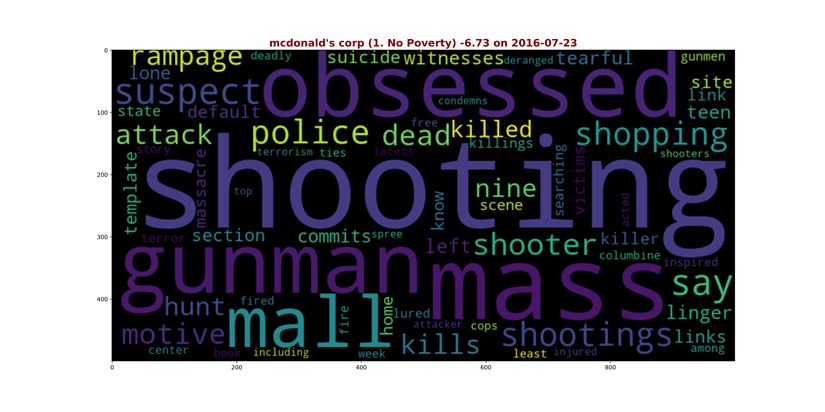 mcdonald's corp (1. No Poverty) -6.73 on 2016-07-23
0
100
200
300
400
0
200
400
600
800
rampage deadly suicide witnesses deranged tearful gunmen
lone suspect obsessed site
default condemns link
state free teen
attack police dead killed shopping
story terrorism ties latest killings shooters
template massacre shooting searching victims
top nine
know scene acted
terror section commits spree left shooter killer
columbine inspired
gunman mass say
hunt fired home lured linger
motive mall fire attacker cops shootings links
center book including week kills least injured among